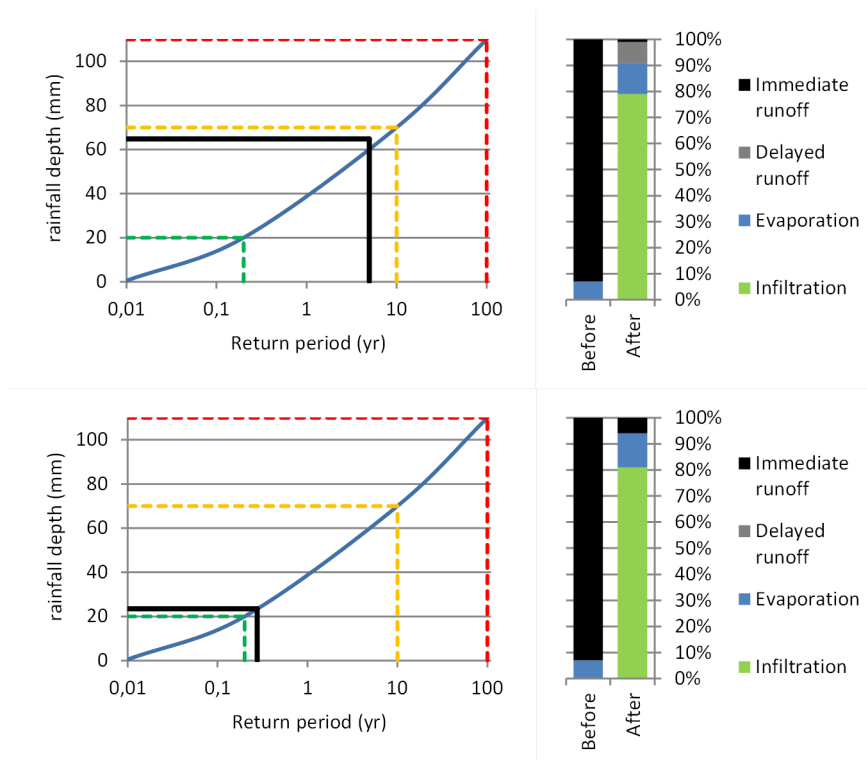 rainfall depth (mm)
100
80
60
40
20
0
0,01
0,1
1
10
100
Return period (yr)
100%
90%
80%
70%
60%
50%
40%
30%
20%
10%
0%
Before
After
Immediate
runoff
Delayed
runoff
Evaporation
Infiltration
rainfall depth (mm)
100
80
60
40
20
0
0,01
0,1
1
10
100
Return period (yr)
100%
90%
80%
70%
60%
50%
40%
30%
20%
10%
0%
Before
After
Immediate
runoff
Delayed
runoff
Evaporation
Infiltration